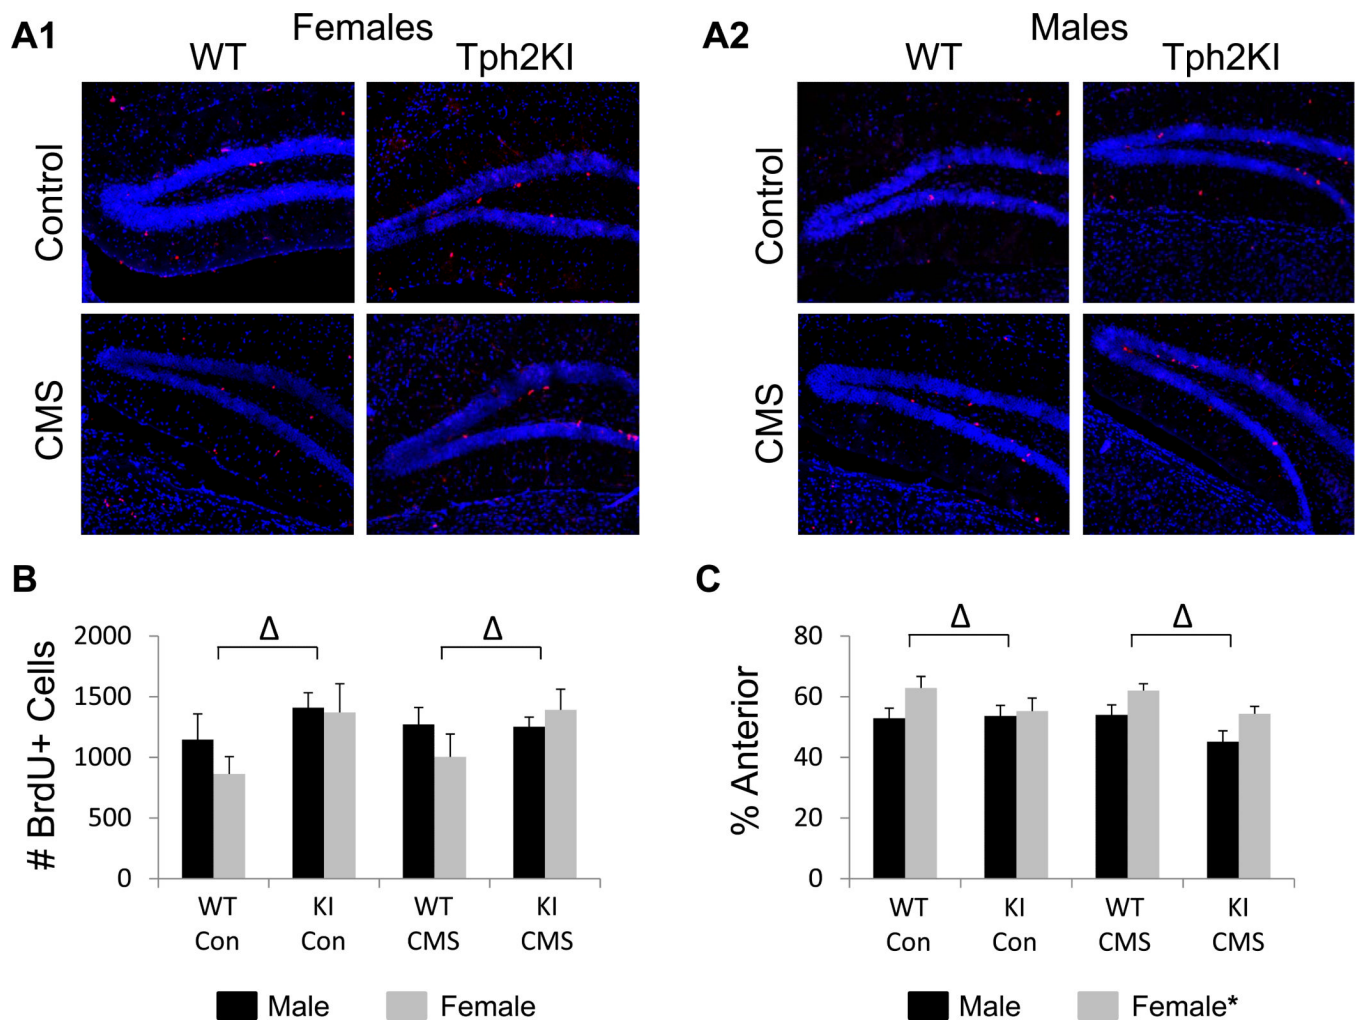 A1 Females
WT Tph2KI
Control
CMS
A2 Males
WT Tph2KI
Control
CMS
B
# BrdU+ Cells
2000
1500
1000
500
0
Δ Δ
WT KI WT KI
Con Con CMS CMS
Male Female
C
% Anterior
80
60
40
20
0
Δ Δ
WT KI WT KI
Con Con CMS CMS
Male Female*